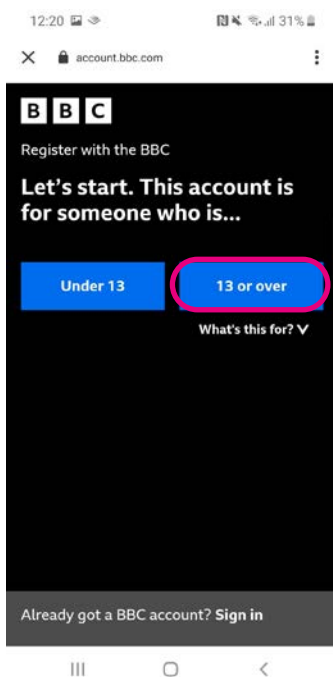 12:20 31%
account.bbc.com
BBC
Register with the BBC
Let's start. This account is
for someone who is...
Under 13 13 or over
What's this for?
Already got a BBC account? Sign in